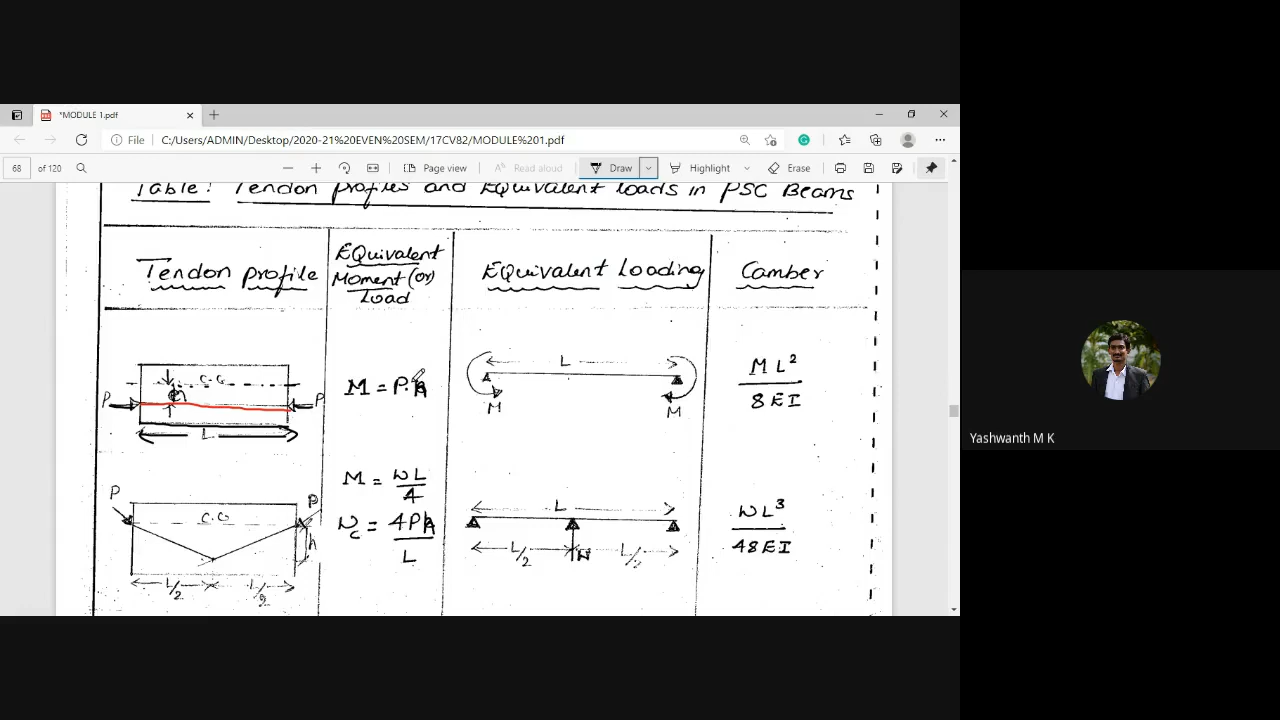 *MODULE 1.pdf
File C:/Users/ADMIN/Desktop/2020-21%20EVEN%20SEM/17CV82/MODULE%201.pdf
68 of 120 Page view Read aloud Draw Highlight Erase
Table: Tendon profiles and Equivalent loads in PSC Beams
Tendon profile
Equivalent
Moment (or)
Load
Equivalent Loading
Camber
C.G
P
P
L
M = P.
L
M
M
ML²
8EI
P
P
C.G
h
L/2
L/2
M = WL
4
Wc = 4P
L
L
L/2
L/2
W
WL³
48EI
Yashwanth M K